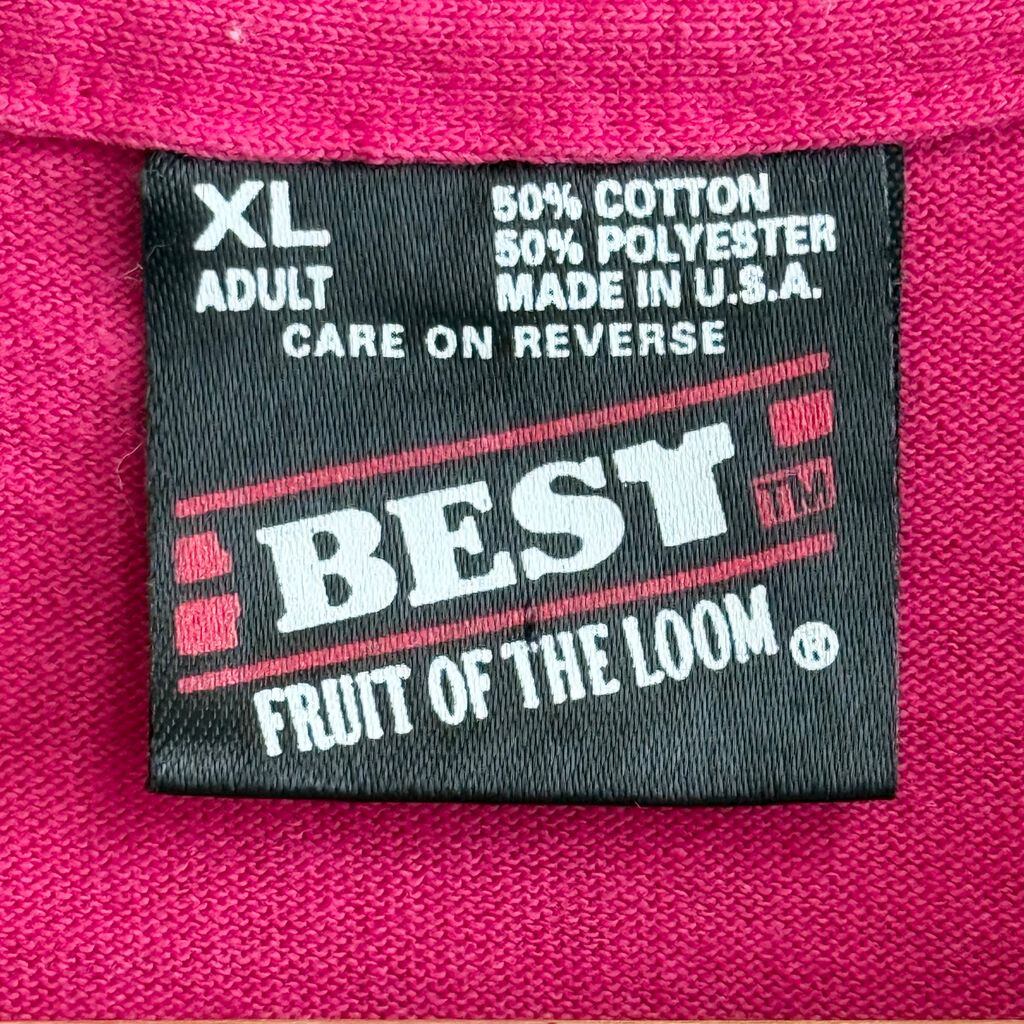 XL
ADULT
50% COTTON
50% POLYESTER
MADE IN U.S.A.
CARE ON REVERSE
BEST
TM
FRUIT OF THE LOOM ®